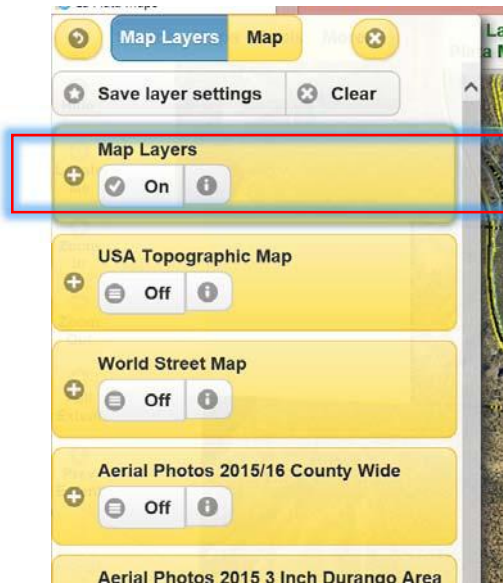 Map Layers Map
La
a M
Save layer settings Clear
Map Layers
On
USA Topographic Map
Off
World Street Map
Off
Aerial Photos 2015/16 County Wide
Off
Aerial Photos 2015 3 Inch Durango Area